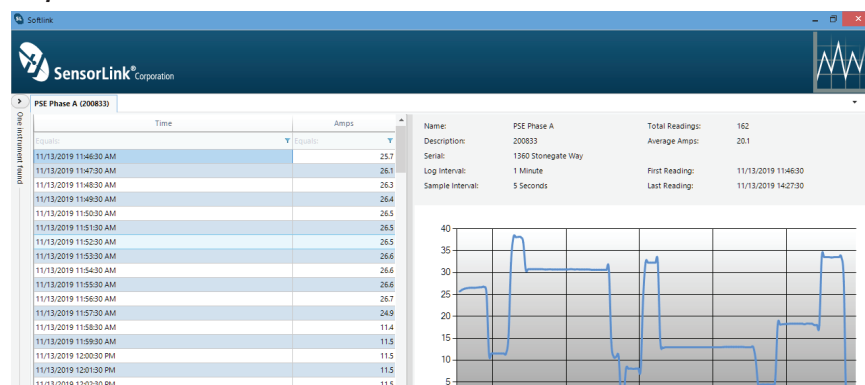 Softlink
SensorLink® Corporation
PSE Phase A (200833)
One instrument found
Time Amps
Equals: Equals:
11/13/2019 11:46:30 AM 25.7
11/13/2019 11:47:30 AM 26.1
11/13/2019 11:48:30 AM 26.3
11/13/2019 11:49:30 AM 26.4
11/13/2019 11:50:30 AM 26.5
11/13/2019 11:51:30 AM 26.5
11/13/2019 11:52:30 AM 26.5
11/13/2019 11:53:30 AM 26.6
11/13/2019 11:54:30 AM 26.6
11/13/2019 11:55:30 AM 26.6
11/13/2019 11:56:30 AM 26.7
11/13/2019 11:57:30 AM 24.9
11/13/2019 11:58:30 AM 11.4
11/13/2019 11:59:30 AM 11.5
11/13/2019 12:00:30 PM 11.5
11/13/2019 12:01:30 PM 11.5
11/13/2019 12:02:30 PM 11.5
Name: PSE Phase A Total Readings: 162
Description: 200833 Average Amps: 20.1
Serial: 1360 Stonegate Way
Log Interval: 1 Minute First Reading: 11/13/2019 11:46:30
Sample Interval: 5 Seconds Last Reading: 11/13/2019 14:27:30
40
35
30
25
20
15
10
5